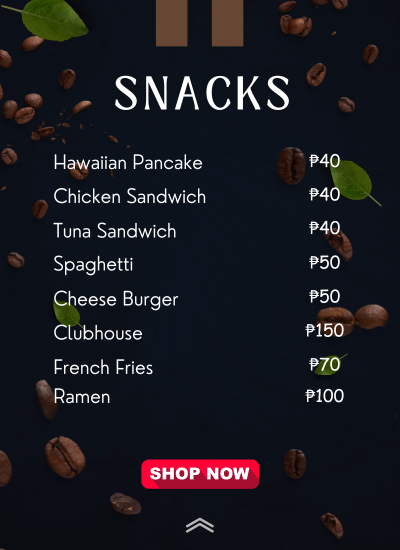 SNACKS
Hawaiian Pancake ₱40
Chicken Sandwich ₱40
Tuna Sandwich ₱40
Spaghetti ₱50
Cheese Burger ₱50
Clubhouse ₱150
French Fries ₱70
Ramen ₱100
SHOP NOW